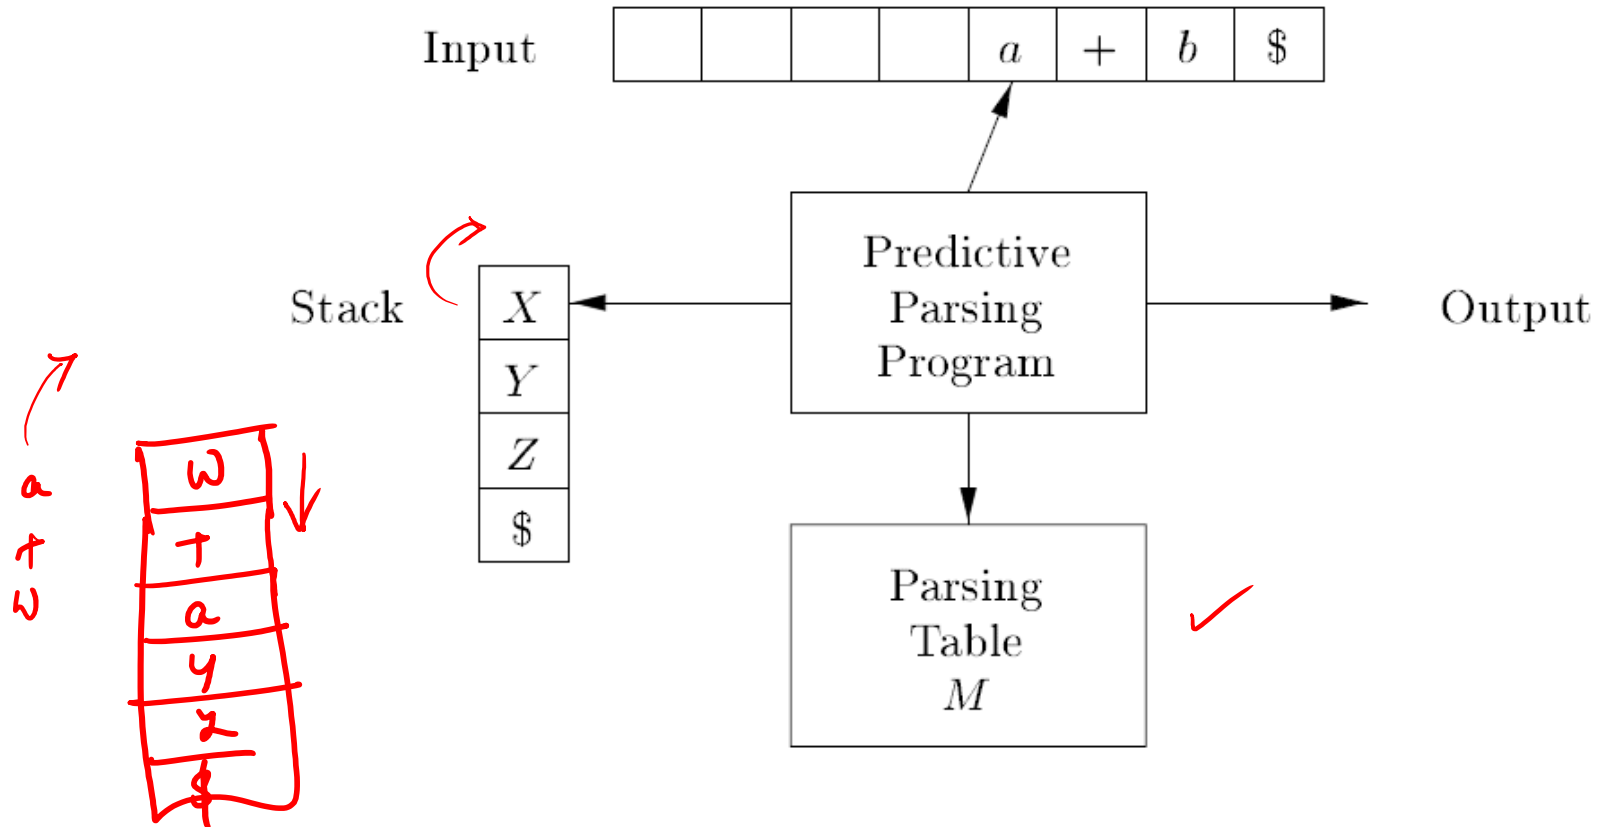 Input
a + b $
Predictive
Parsing
Program
Stack
X
Y
Z
$
Output
Parsing
Table
M
a
+
w
w
+
a
y
z
$